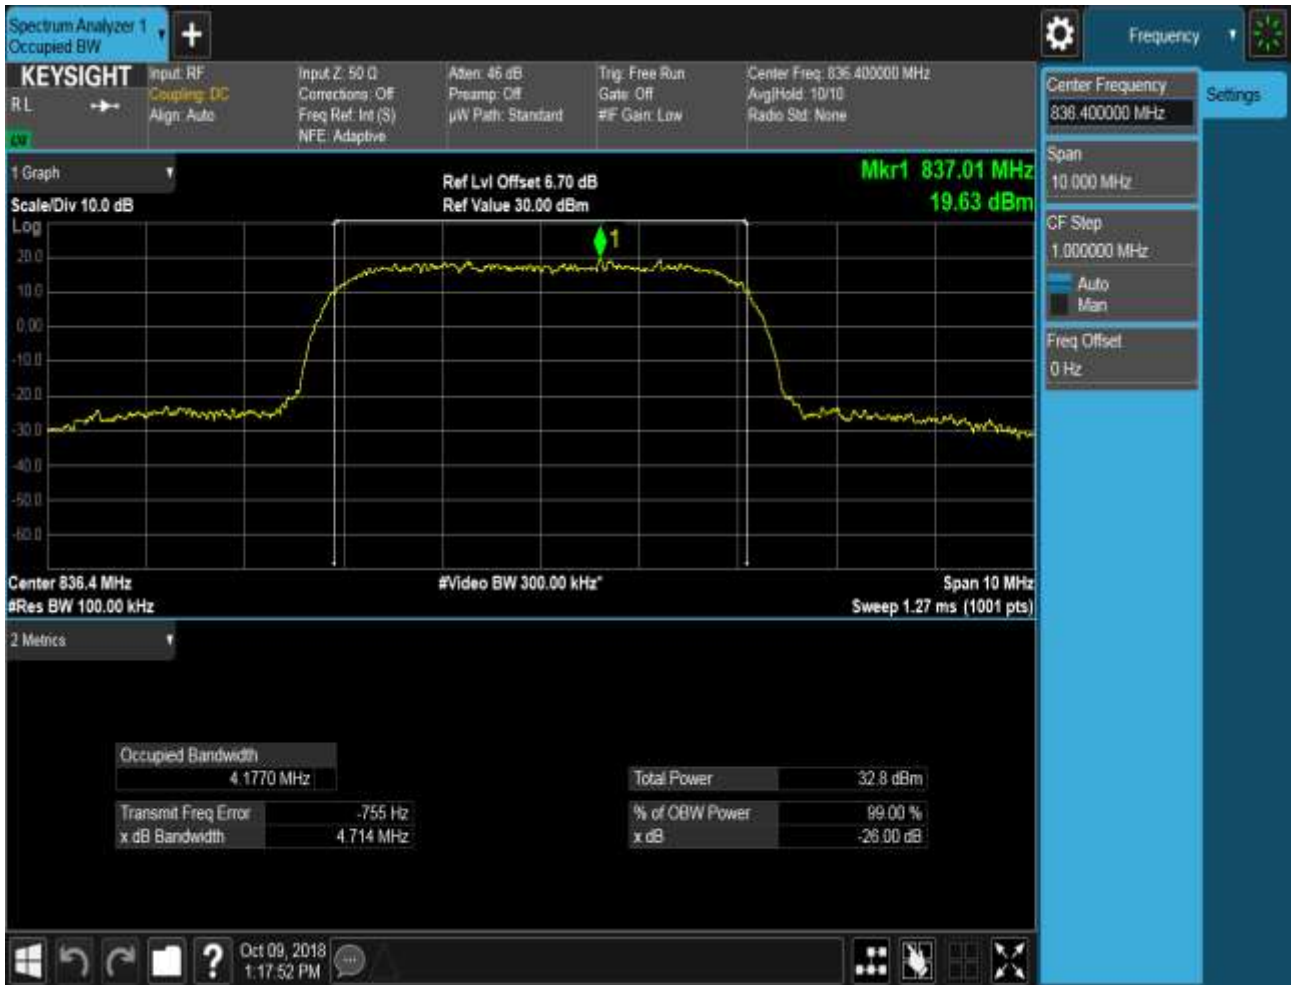 Spectrum Analyzer 1
Occupied BW
Frequency
KEYSIGHT
R L
Input: RF
Coupling: DC
Align: Auto
Input Z: 50 Ω
Corrections: Off
Freq Ref: Int (S)
NFE: Adaptive
Atten: 46 dB
Preamp: Off
µW Path: Standard
Trig: Free Run
Gate: Off
#IF Gain: Low
Center Freq: 836.400000 MHz
Avg|Hold: 10/10
Radio Std: None
Center Frequency
836.400000 MHz
Settings
Span
10.000 MHz
CF Step
1.000000 MHz
Auto
Man
Freq Offset
0 Hz
1 Graph
Scale/Div 10.0 dB
Ref Lvl Offset 6.70 dB
Ref Value 30.00 dBm
Mkr1 837.01 MHz
19.63 dBm
Log
20.0
10.0
0.00
-10.0
-20.0
-30.0
-40.0
-50.0
-60.0
1
Center 836.4 MHz
#Video BW 300.00 kHz*
Span 10 MHz
#Res BW 100.00 kHz
Sweep 1.27 ms (1001 pts)
2 Metrics
Occupied Bandwidth
4.1770 MHz
Total Power 32.8 dBm
Transmit Freq Error -755 Hz
% of OBW Power 99.00 %
x dB Bandwidth 4.714 MHz
x dB -26.00 dB
?
Oct 09, 2018
1:17:52 PM